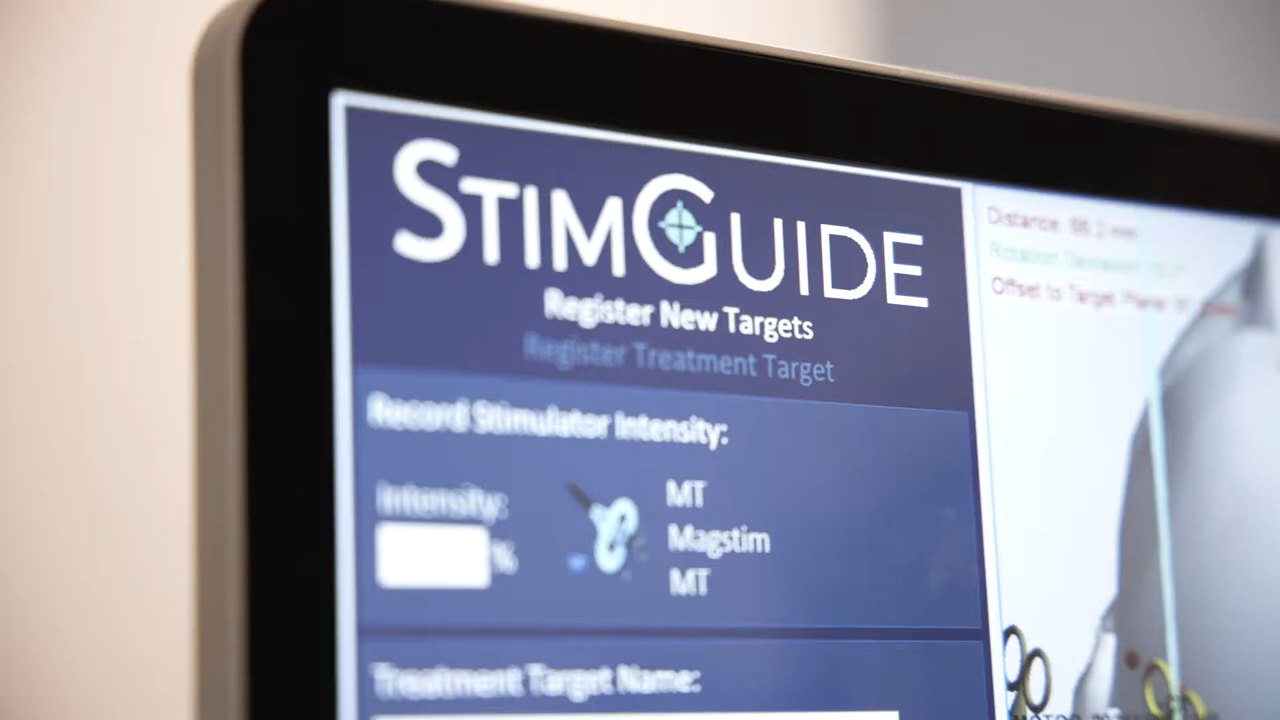 STIMGUIDE
Register New Targets
Register Treatment Target
Record Stimulator Intensity:
Intensity:
%
MT
Magstim
MT
Treatment Target Name:
Distance: mm
Rotation Deviation:
Offset to Target Plane: